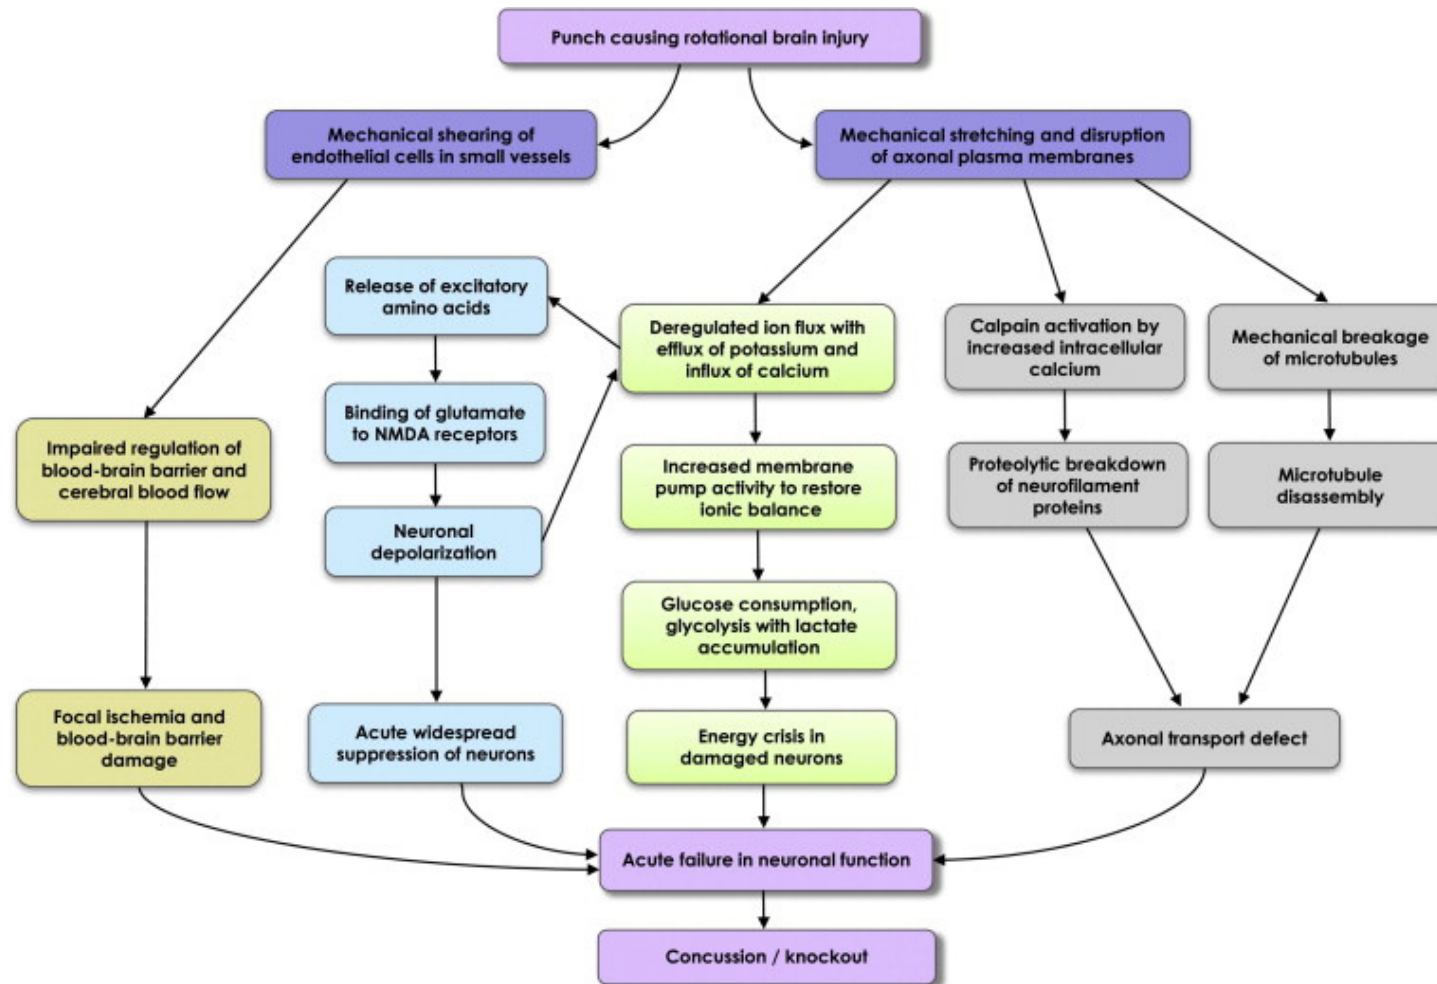 Punch causing rotational brain injury
Mechanical shearing of
endothelial cells in small vessels
Mechanical stretching and disruption
of axonal plasma membranes
Release of excitatory
amino acids
Deregulated ion flux with
efflux of potassium and
influx of calcium
Calpain activation by
increased intracellular
calcium
Mechanical breakage
of microtubules
Impaired regulation of
blood-brain barrier and
cerebral blood flow
Binding of glutamate
to NMDA receptors
Increased membrane
pump activity to restore
ionic balance
Proteolytic breakdown
of neurofilament
proteins
Microtubule
disassembly
Neuronal
depolarization
Glucose consumption,
glycolysis with lactate
accumulation
Focal ischemia and
blood-brain barrier
damage
Acute widespread
suppression of neurons
Energy crisis in
damaged neurons
Axonal transport defect
Acute failure in neuronal function
Concussion / knockout